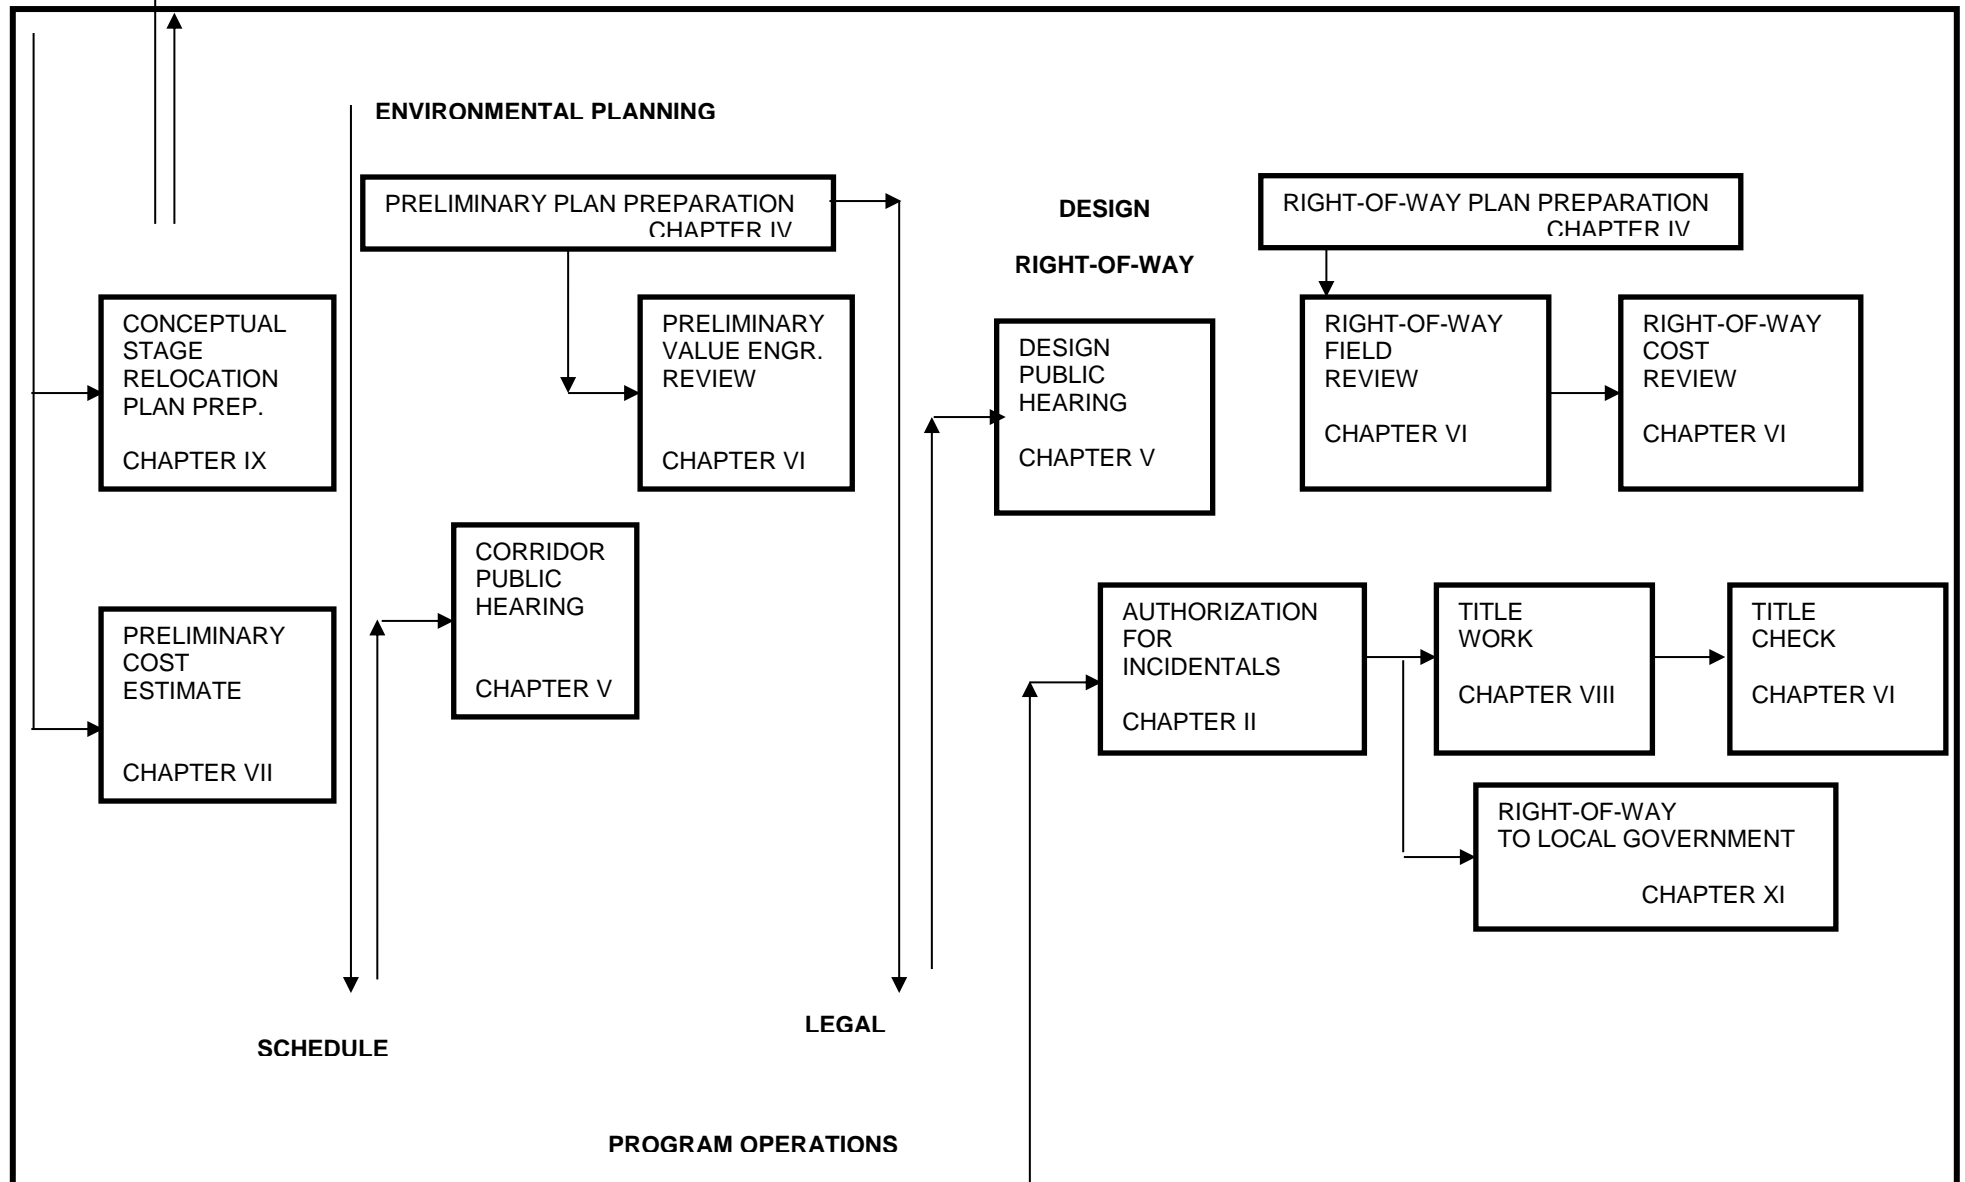 ENVIRONMENTAL PLANNING
PRELIMINARY PLAN PREPARATION
CHAPTER IV
DESIGN
RIGHT-OF-WAY
RIGHT-OF-WAY PLAN PREPARATION
CHAPTER IV
CONCEPTUAL
STAGE
RELOCATION
PLAN PREP.
CHAPTER IX
PRELIMINARY
VALUE ENGR.
REVIEW
CHAPTER VI
DESIGN
PUBLIC
HEARING
CHAPTER V
RIGHT-OF-WAY
FIELD
REVIEW
CHAPTER VI
RIGHT-OF-WAY
COST
REVIEW
CHAPTER VI
PRELIMINARY
COST
ESTIMATE
CHAPTER VII
CORRIDOR
PUBLIC
HEARING
CHAPTER V
AUTHORIZATION
FOR
INCIDENTALS
CHAPTER II
TITLE
WORK
CHAPTER VIII
TITLE
CHECK
CHAPTER VI
RIGHT-OF-WAY
TO LOCAL GOVERNMENT
CHAPTER XI
LEGAL
SCHEDULE
PROGRAM OPERATIONS